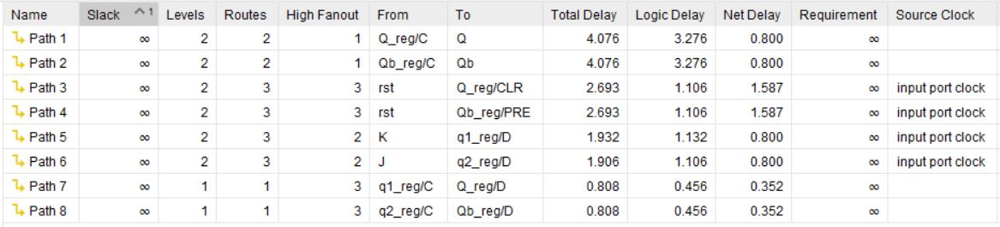 Name Slack 1 Levels Routes High Fanout From To Total Delay Logic Delay Net Delay Requirement Source Clock
Path 1 ∞ 2 2 1 Q_reg/C Q 4.076 3.276 0.800 ∞
Path 2 ∞ 2 2 1 Qb_reg/C Qb 4.076 3.276 0.800 ∞
Path 3 ∞ 2 3 3 rst Q_reg/CLR 2.693 1.106 1.587 ∞ input port clock
Path 4 ∞ 2 3 3 rst Qb_reg/PRE 2.693 1.106 1.587 ∞ input port clock
Path 5 ∞ 2 3 2 K q1_reg/D 1.932 1.132 0.800 ∞ input port clock
Path 6 ∞ 2 3 2 J q2_reg/D 1.906 1.106 0.800 ∞ input port clock
Path 7 ∞ 1 1 3 q1_reg/C Q_reg/D 0.808 0.456 0.352 ∞
Path 8 ∞ 1 1 3 q2_reg/C Qb_reg/D 0.808 0.456 0.352 ∞